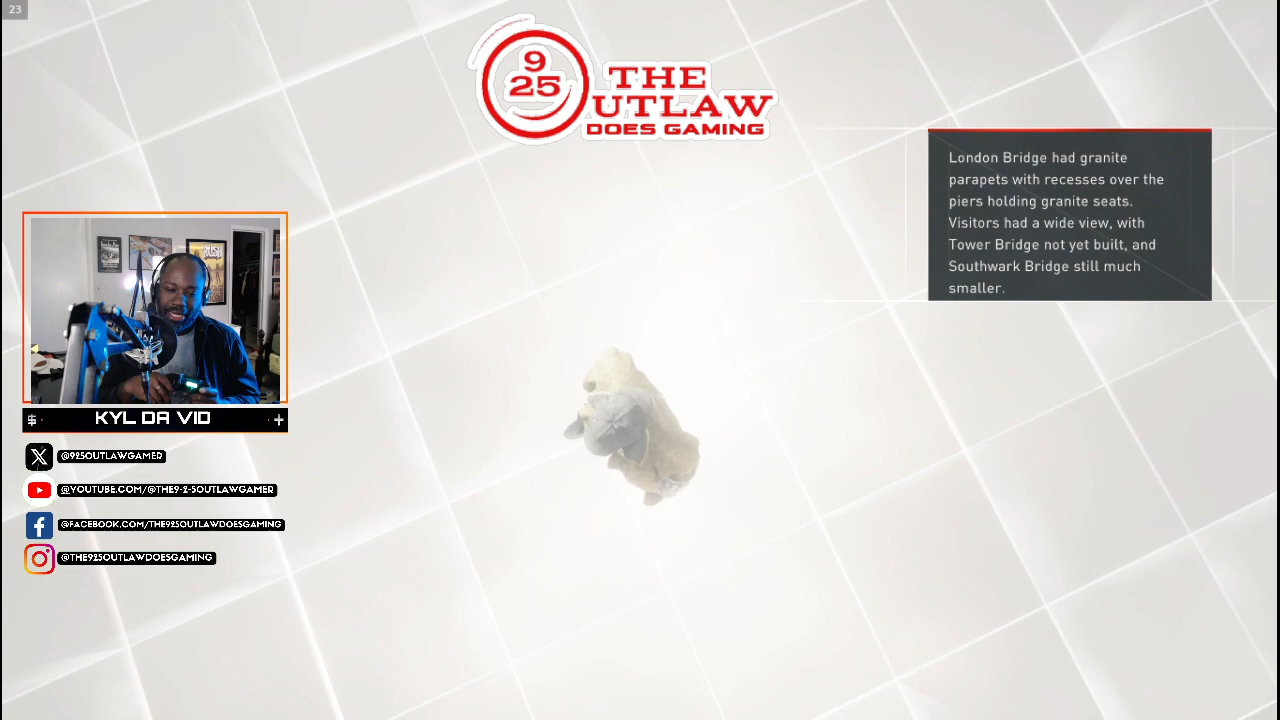 23
9
25
THE
OUTLAW
DOES GAMING
London Bridge had granite
parapets with recesses over the
piers holding granite seats.
Visitors had a wide view, with
Tower Bridge not yet built, and
Southwark Bridge still much
smaller.
RUSH
KYL DA VID
@925OUTLAWGAMER
@YOUTUBE.COM/@THE9-2-5OUTLAWGAMER
@FACEBOOK.COM/THE925OUTLAWDOESGAMING
@THE925OUTLAWDOESGAMING